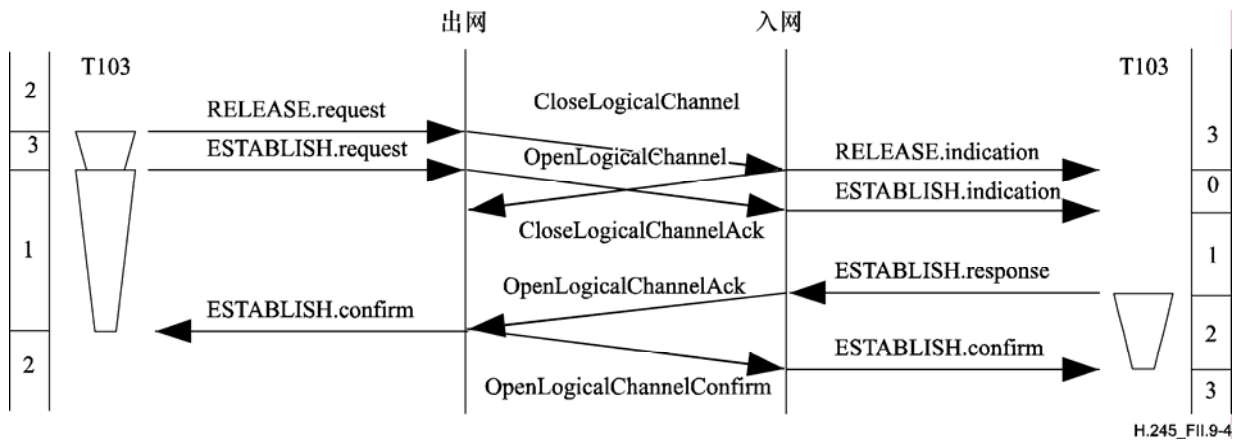 出网 入网
T103 T103
2
CloseLogicalChannel
RELEASE.request
3
3
ESTABLISH.request
OpenLogicalChannel
RELEASE.indication
0
ESTABLISH.indication
CloseLogicalChannelAck
1
1
ESTABLISH.response
OpenLogicalChannelAck
ESTABLISH.confirm
2
ESTABLISH.confirm
2
OpenLogicalChannelConfirm
3
H.245_FII.9-4